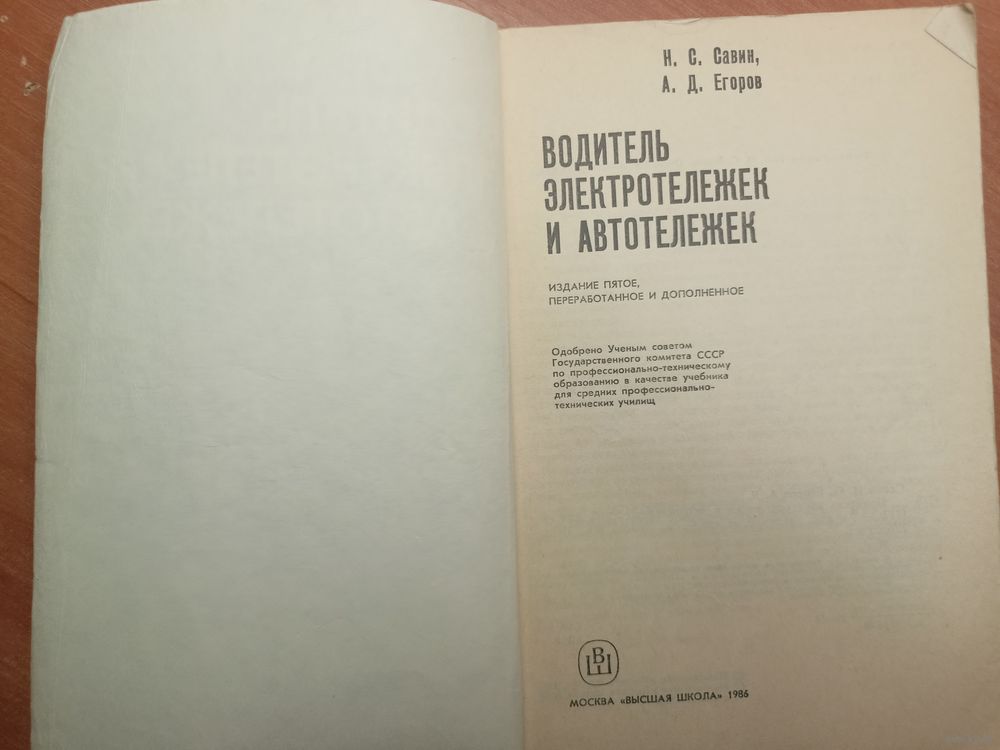 Н. С. Савин,
А. Д. Егоров
ВОДИТЕЛЬ
ЭЛЕКТРОТЕЛЕЖЕК
И АВТОТЕЛЕЖЕК
ИЗДАНИЕ ПЯТОЕ,
ПЕРЕРАБОТАННОЕ И ДОПОЛНЕННОЕ
Одобрено Ученым советом
Государственного комитета СССР
по профессионально-техническому
образованию в качестве учебника
для средних профессионально-
технических училищ
ВШ
МОСКВА «ВЫСШАЯ ШКОЛА» 1986